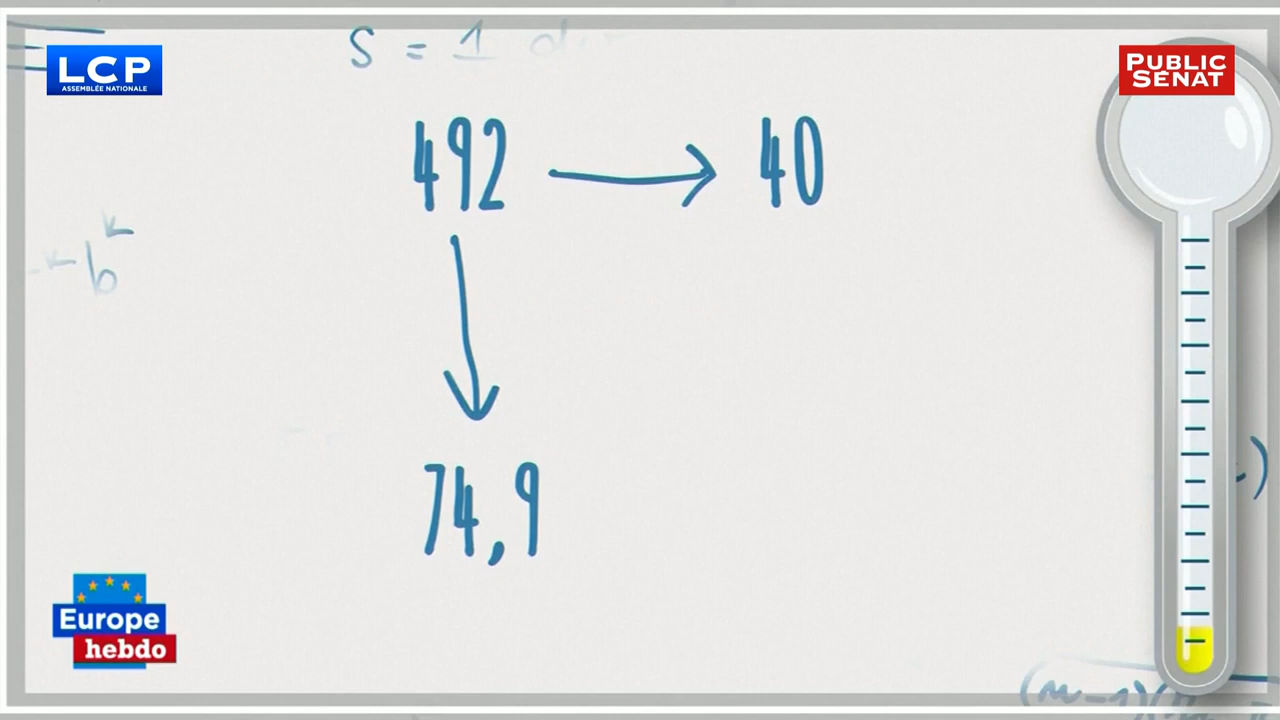 S = 1
LCP
ASSEMBLÉE NATIONALE
PUBLIC
SÉNAT
492 → 40
b
74,9
Europe
hebdo